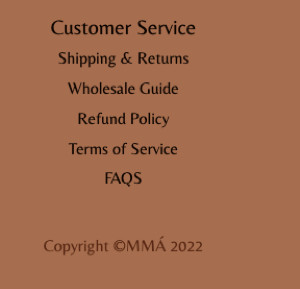 Customer Service
Shipping & Returns
Wholesale Guide
Refund Policy
Terms of Service
FAQS
Copyright ©MMÁ 2022